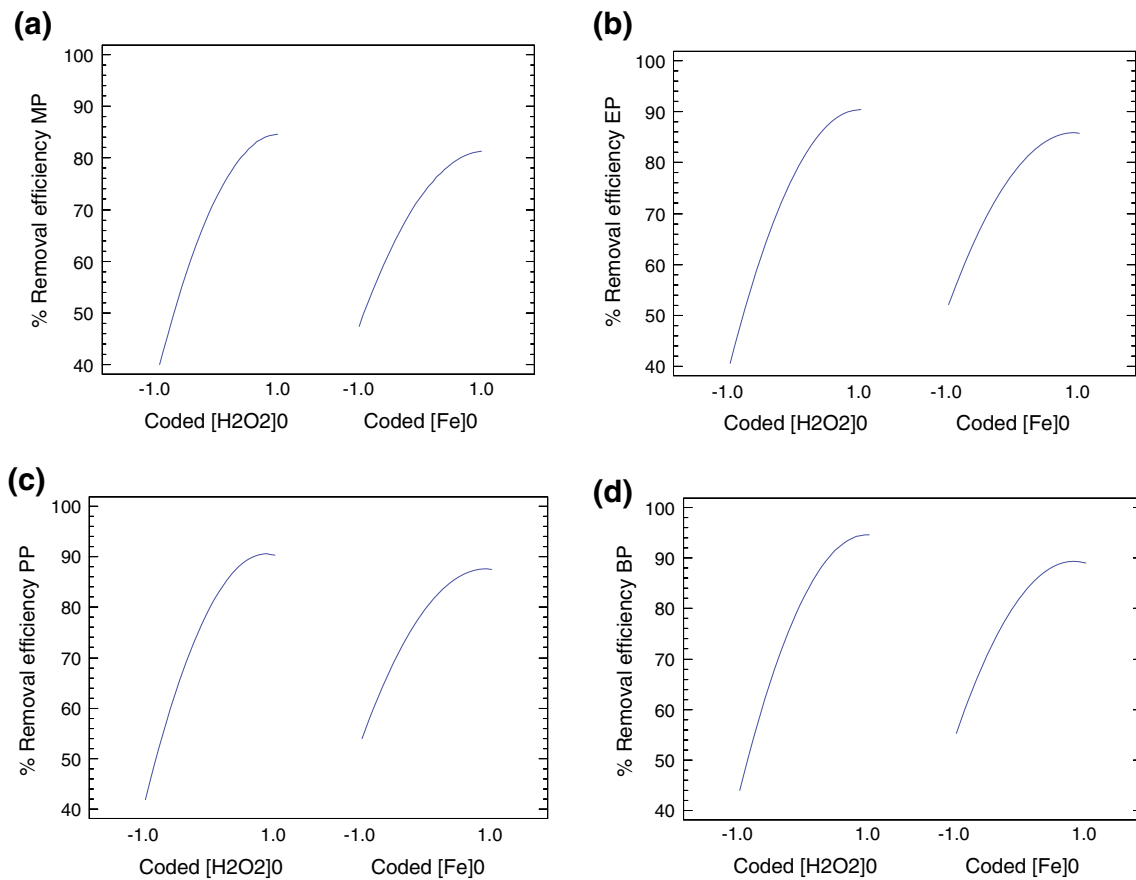 (a)
% Removal efficiency MP
100
90
80
70
60
50
40
-1.0 1.0 -1.0 1.0
Coded [H2O2]0 Coded [Fe]0
(b)
% Removal efficiency EP
100
90
80
70
60
50
40
-1.0 1.0 -1.0 1.0
Coded [H2O2]0 Coded [Fe]0
(c)
% Removal efficiency PP
100
90
80
70
60
50
40
-1.0 1.0 -1.0 1.0
Coded [H2O2]0 Coded [Fe]0
(d)
% Removal efficiency BP
100
90
80
70
60
50
40
-1.0 1.0 -1.0 1.0
Coded [H2O2]0 Coded [Fe]0